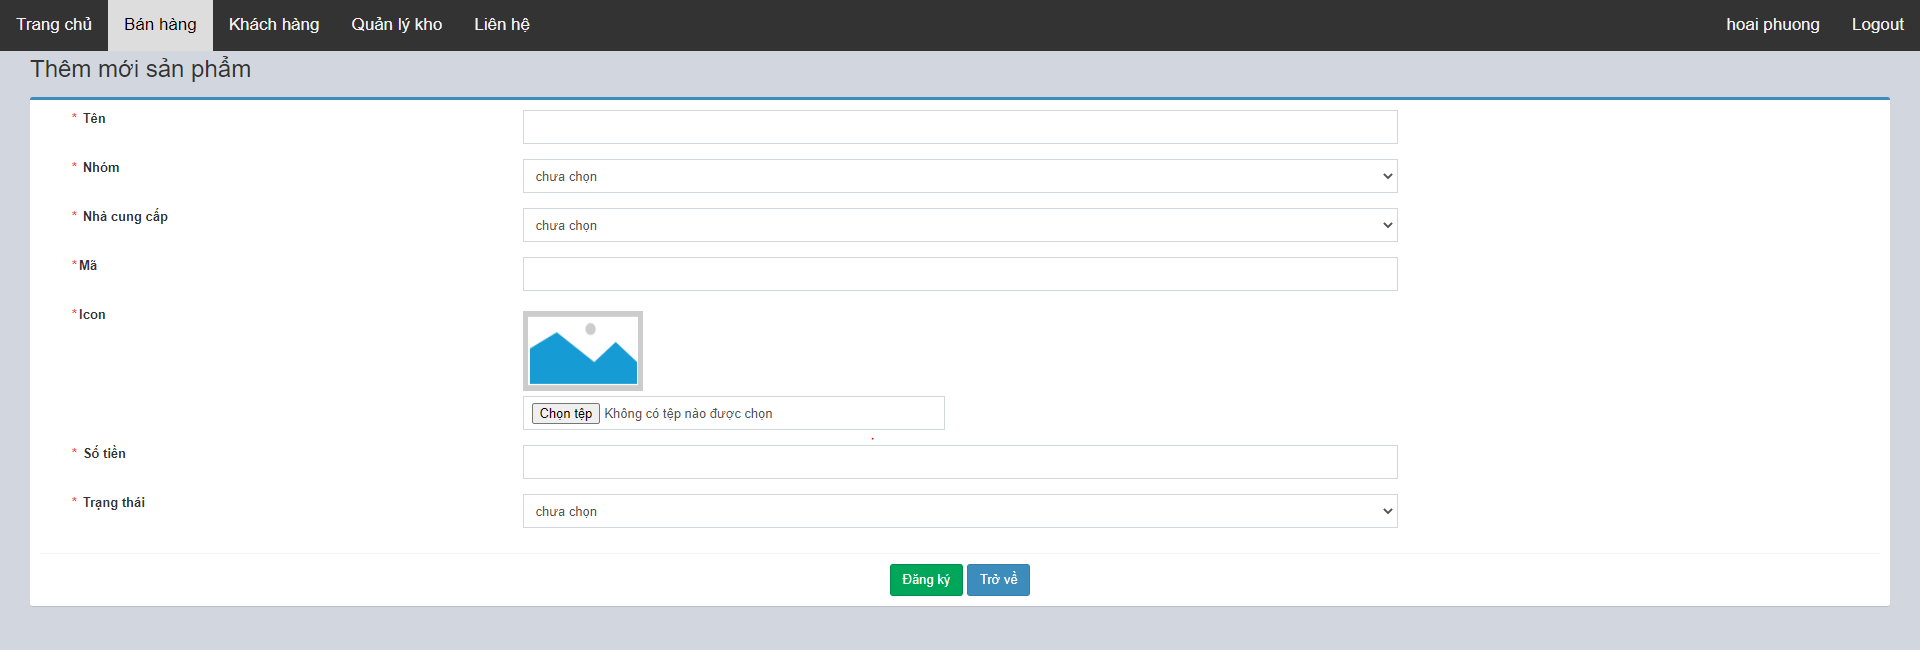 Trang chủ Bán hàng Khách hàng Quản lý kho Liên hệ hoai phuong Logout
Thêm mới sản phẩm
* Tên
* Nhóm chưa chọn
* Nhà cung cấp chưa chọn
*Mã
*Icon
Chọn tệp Không có tệp nào được chọn
* Số tiền
* Trạng thái chưa chọn
Đăng ký Trở về